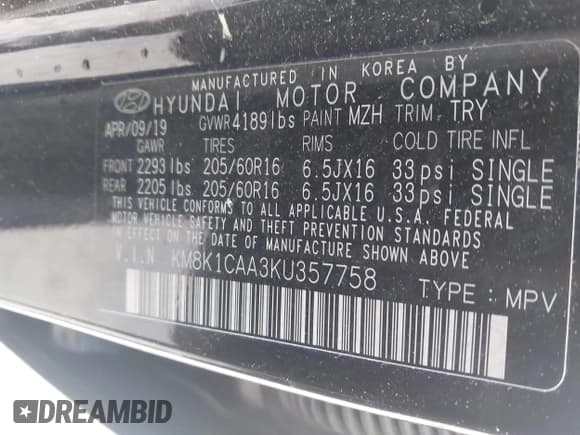 MANUFACTURED IN KOREA BY
HYUNDAI MOTOR COMPANY
APR/09/19 GVWR 4189 lbs PAINT MZH TRIM TRY
GAWR TIRES RIMS COLD TIRE INFL
FRONT 2293 lbs 205/60R16 6.5JX16 33 psi SINGLE
REAR 2205 lbs 205/60R16 6.5JX16 33 psi SINGLE
THIS VEHICLE CONFORMS TO ALL APPLICABLE U.S.A. FEDERAL
MOTOR VEHICLE SAFETY AND THEFT PREVENTION STANDARDS
IN EFFECT ON THE DATE OF MANUFACTURE SHOWN ABOVE
V.I.N KM8K1CAA3KU357758 TYPE : MPV
DREAMBID